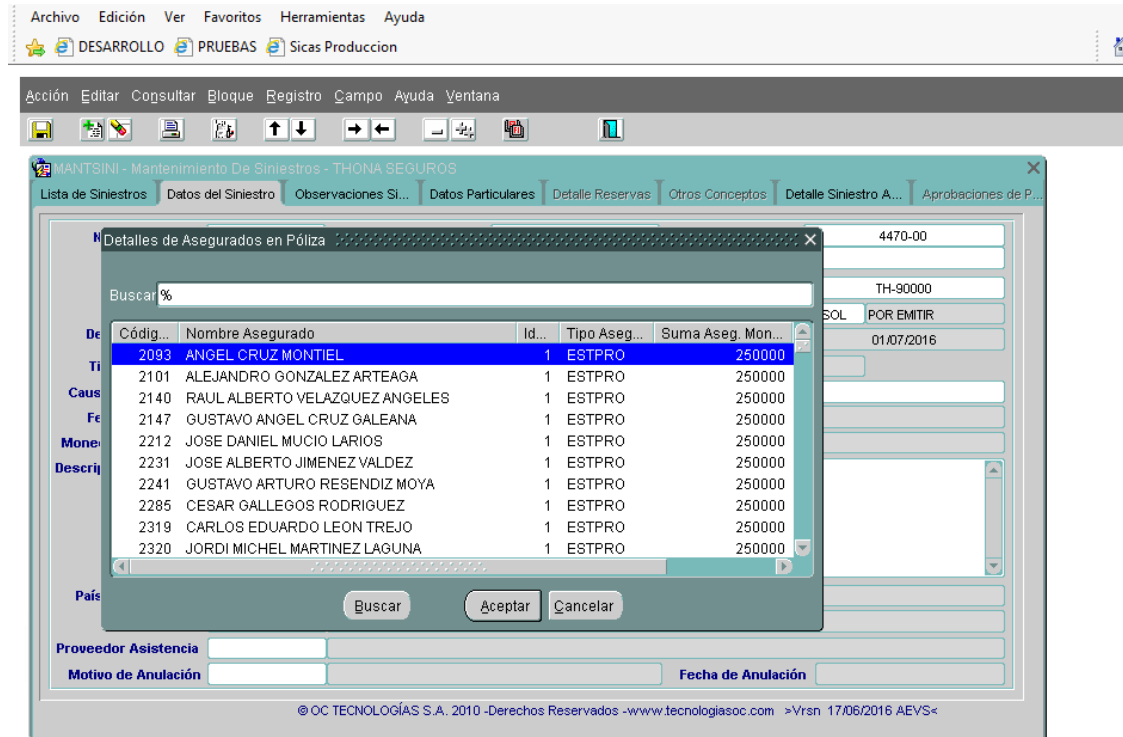 Archivo Edición Ver Favoritos Herramientas Ayuda
DESARROLLO PRUEBAS Sicas Produccion
Acción Editar Consultar Bloque Registro Campo Ayuda Ventana
MANTSINI - Mantenimiento De Siniestros - THONA SEGUROS
Lista de Siniestros Datos del Siniestro Observaciones Si... Datos Particulares Detalle Reservas Otros Conceptos Detalle Siniestro A... Aprobaciones de P...
N 4470-00
Detalles de Asegurados en Póliza
TH-90000
Buscar %
SOL POR EMITIR
De 01/07/2016
Códig... Nombre Asegurado Id... Tipo Aseg... Suma Aseg. Mon...
2093 ANGEL CRUZ MONTIEL 1 ESTPRO 250000
Ti
2101 ALEJANDRO GONZALEZ ARTEAGA 1 ESTPRO 250000
Caus
2140 RAUL ALBERTO VELAZQUEZ ANGELES 1 ESTPRO 250000
Fe
2147 GUSTAVO ANGEL CRUZ GALEANA 1 ESTPRO 250000
Mone
2212 JOSE DANIEL MUCIO LARIOS 1 ESTPRO 250000
Descrip
2231 JOSE ALBERTO JIMENEZ VALDEZ 1 ESTPRO 250000
2241 GUSTAVO ARTURO RESENDIZ MOYA 1 ESTPRO 250000
2285 CESAR GALLEGOS RODRIGUEZ 1 ESTPRO 250000
2319 CARLOS EDUARDO LEON TREJO 1 ESTPRO 250000
2320 JORDI MICHEL MARTINEZ LAGUNA 1 ESTPRO 250000
País
Buscar Aceptar Cancelar
Proveedor Asistencia
Motivo de Anulación Fecha de Anulación
© OC TECNOLOGÍAS S.A. 2010 -Derechos Reservados -www.tecnologiasoc.com >Vrsn 17/06/2016 AEVS<